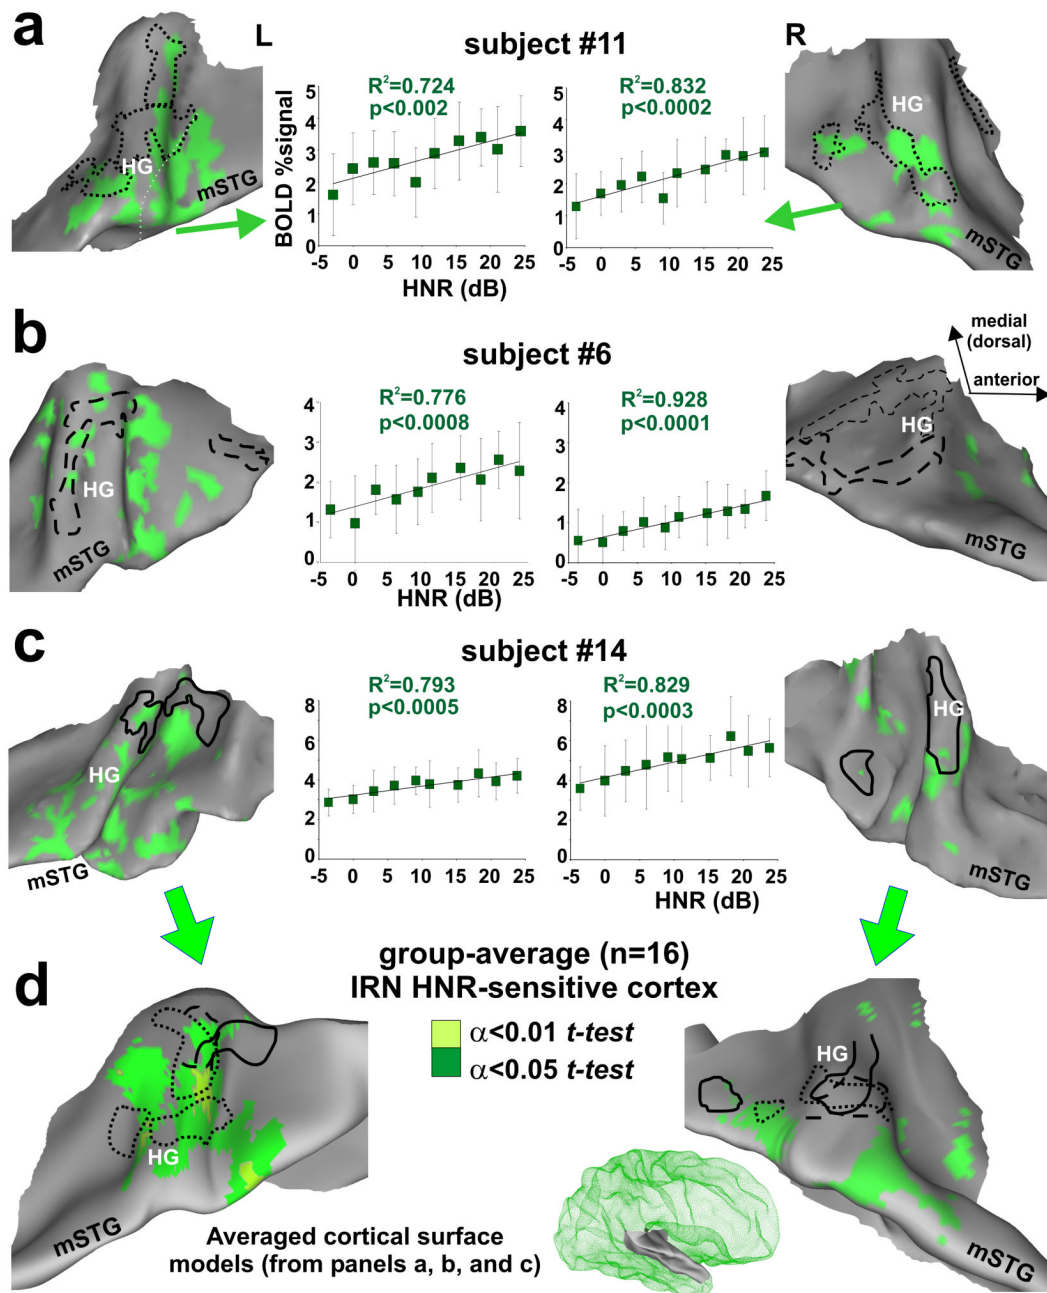 a
L
subject #11
R
R²=0.724
p<0.002
R²=0.832
p<0.0002
HG
mSTG
BOLD %signal
5
4
3
2
1
0
-5 0 5 10 15 20 25
HNR (dB)
5
4
3
2
1
0
-5 0 5 10 15 20 25
HG
mSTG
b
subject #6
medial
(dorsal)
anterior
R²=0.776
p<0.0008
R²=0.928
p<0.0001
HG
mSTG
4
3
2
1
0
-5 0 5 10 15 20 25
HNR (dB)
4
3
2
1
0
-5 0 5 10 15 20 25
HG
mSTG
c
subject #14
R²=0.793
p<0.0005
R²=0.829
p<0.0003
HG
mSTG
8
6
4
2
0
-5 0 5 10 15 20 25
8
6
4
2
0
-5 0 5 10 15 20 25
HNR (dB)
HG
mSTG
d
group-average (n=16)
IRN HNR-sensitive cortex
α<0.01 t-test
α<0.05 t-test
HG
mSTG
HG
mSTG
Averaged cortical surface
models (from panels a, b, and c)